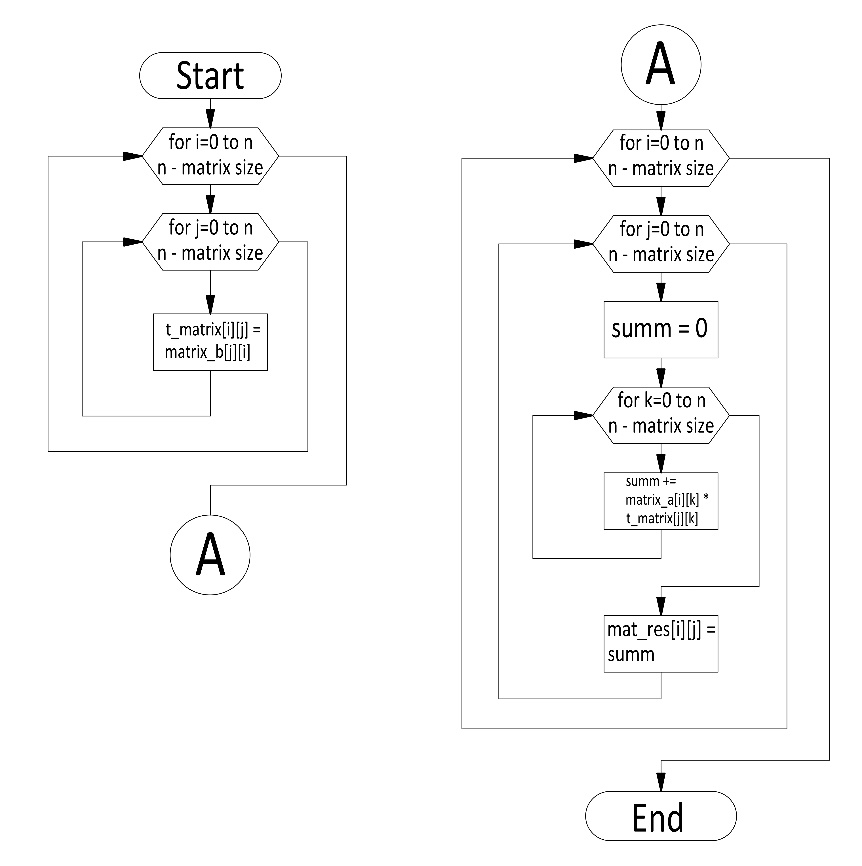 Start
for i=0 to n
n - matrix size
for j=0 to n
n - matrix size
t_matrix[i][j] =
matrix_b[j][i]
A
A
for i=0 to n
n - matrix size
for j=0 to n
n - matrix size
summ = 0
for k=0 to n
n - matrix size
summ +=
matrix_a[i][k] *
t_matrix[j][k]
mat_res[i][j] =
summ
End